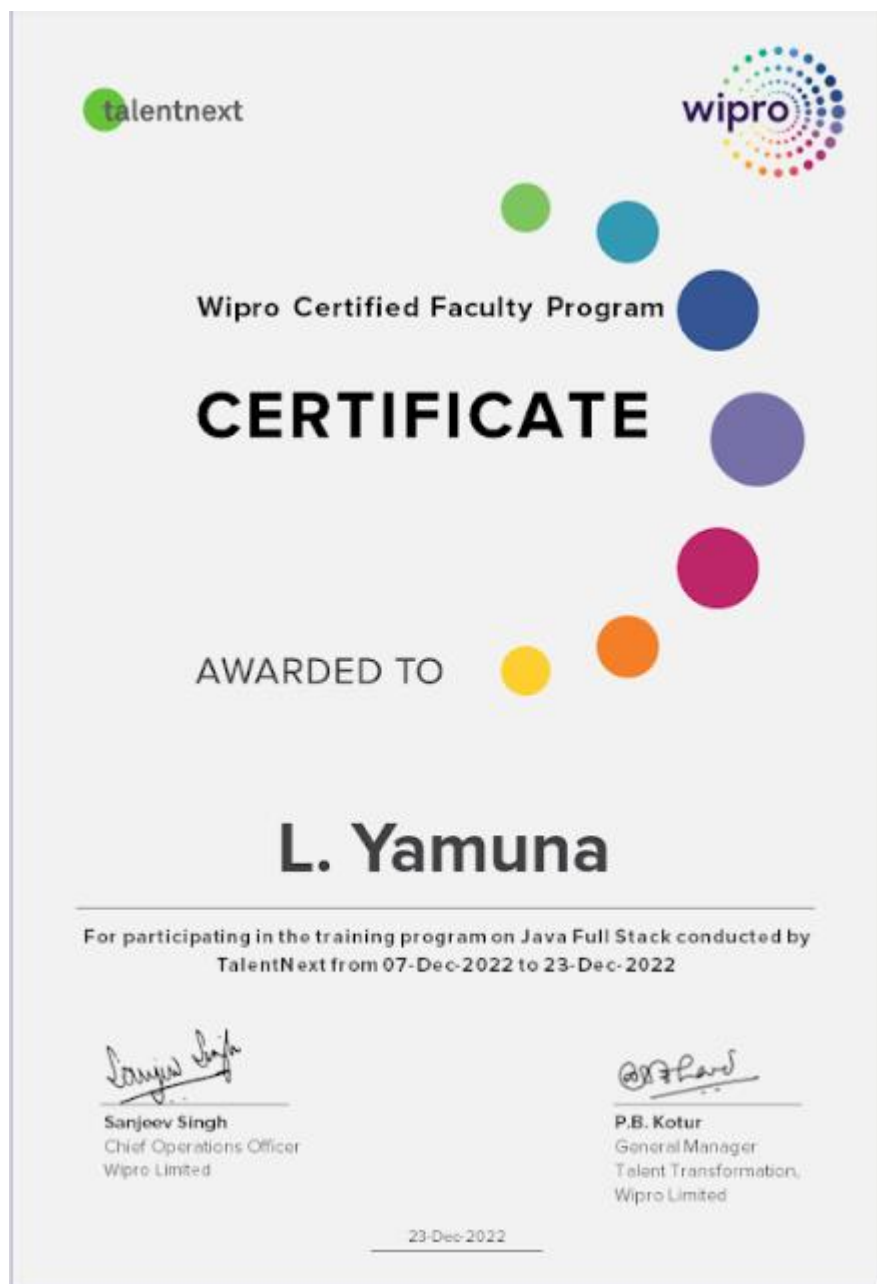 talentnext
wipro
Wipro Certified Faculty Program
CERTIFICATE
AWARDED TO
L. Yamuna
For participating in the training program on Java Full Stack conducted by
TalentNext from 07-Dec-2022 to 23-Dec-2022
Sanjeev Singh
Sanjeev Singh
Chief Operations Officer
Wipro Limited
P.B. Kotur
General Manager
Talent Transformation,
Wipro Limited
23-Dec-2022